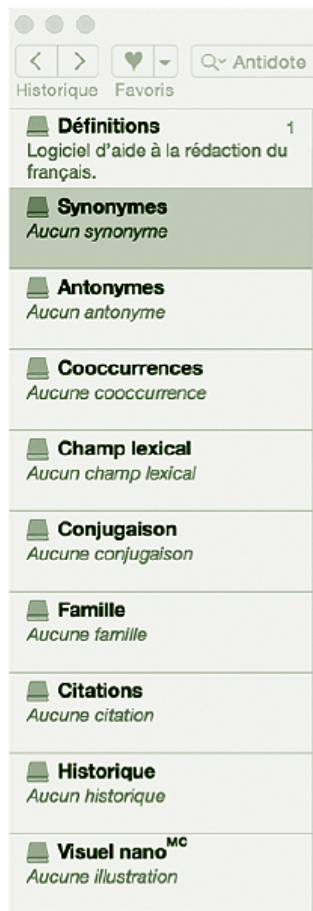 Antidote
Historique Favoris
Définitions 1
Logiciel d'aide à la rédaction du
français.
Synonymes
Aucun synonyme
Antonymes
Aucun antonyme
Cooccurrences
Aucune cooccurrence
Champ lexical
Aucun champ lexical
Conjugaison
Aucune conjugaison
Famille
Aucune famille
Citations
Aucune citation
Historique
Aucun historique
Visuel nanoMC
Aucune illustration